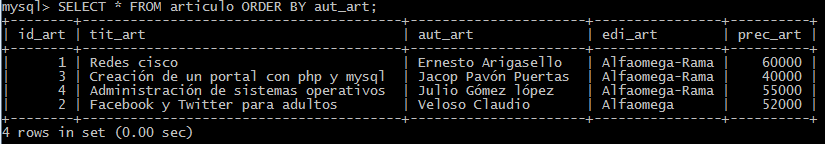 mysql> SELECT * FROM articulo ORDER BY aut_art;
+--------+-----------------------------------+------------------------+----------------+----------+
| id_art | tit_art | aut_art | edi_art | prec_art |
+--------+-----------------------------------+------------------------+----------------+----------+
| 1 | Redes cisco | Ernesto Arigasello | Alfaomega-Rama | 60000 |
| 3 | Creación de un portal con php y mysql | Jacop Pavón Puertas | Alfaomega-Rama | 40000 |
| 4 | Administración de sistemas operativos | Julio Gómez lópez | Alfaomega-Rama | 55000 |
| 2 | Facebook y Twitter para adultos | Veloso Claudio | Alfaomega | 52000 |
+--------+-----------------------------------+------------------------+----------------+----------+
4 rows in set (0.00 sec)